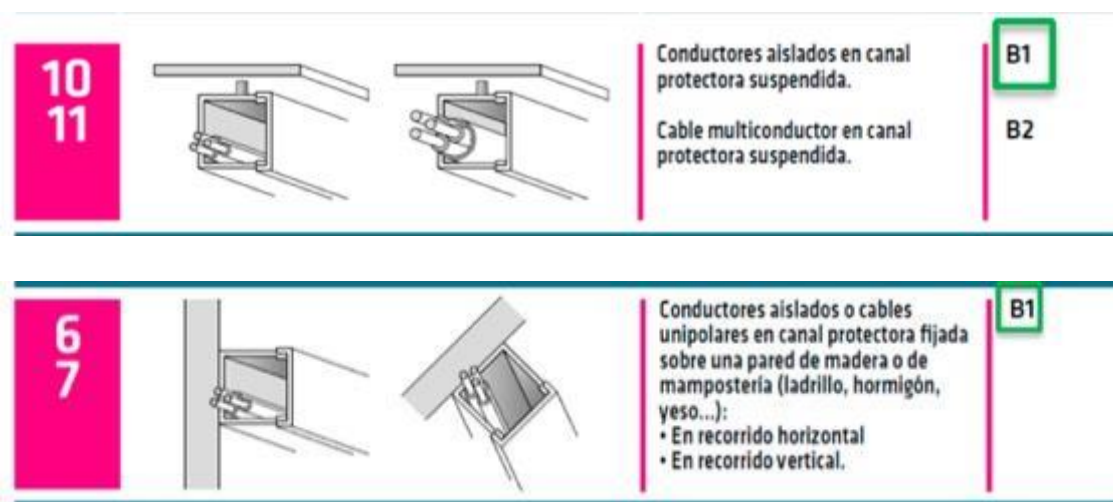 10
11
Conductores aislados en canal
protectora suspendida.
Cable multiconductor en canal
protectora suspendida.
B1
B2
6
7
Conductores aislados o cables
unipolares en canal protectora fijada
sobre una pared de madera o de
mampostería (ladrillo, hormigón,
yeso...):
• En recorrido horizontal
• En recorrido vertical.
B1